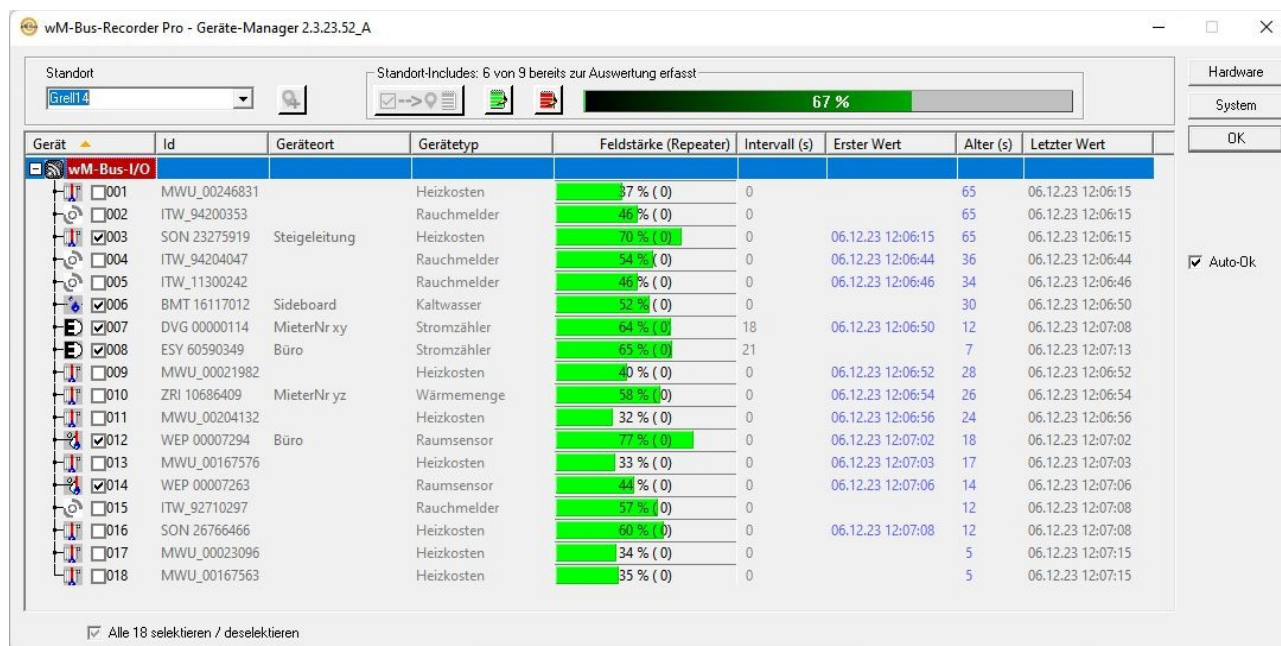 wM-Bus-Recorder Pro - Geräte-Manager 2.3.23.52_A
Standort
Standort-Includes: 6 von 9 bereits zur Auswertung erfasst
Hardware
Grell14
67 %
System
OK
Gerät Id Geräteort Gerätetyp Feldstärke (Repeater) Intervall (s) Erster Wert Alter (s) Letzter Wert
wM-Bus-I/O
001 MWU_00246831 Heizkosten 37 % ( 0) 0 65 06.12.23 12:06:15
002 ITW_94200353 Rauchmelder 46 % ( 0) 0 65 06.12.23 12:06:15
003 SON 23275919 Steigeleitung Heizkosten 70 % ( 0) 0 06.12.23 12:06:15 65 06.12.23 12:06:15
004 ITW_94204047 Rauchmelder 54 % ( 0) 0 06.12.23 12:06:44 36 06.12.23 12:06:44
005 ITW_11300242 Rauchmelder 46 % ( 0) 0 06.12.23 12:06:46 34 06.12.23 12:06:46
006 BMT 16117012 Sideboard Kaltwasser 52 % ( 0) 0 30 06.12.23 12:06:50
007 DVG 00000114 MieterNr xy Stromzähler 64 % ( 0) 18 06.12.23 12:06:50 12 06.12.23 12:07:08
008 ESY 60590349 Büro Stromzähler 65 % ( 0) 21 7 06.12.23 12:07:13
009 MWU_00021982 Heizkosten 40 % ( 0) 0 06.12.23 12:06:52 28 06.12.23 12:06:52
010 ZRI 10686409 MieterNr yz Wärmemenge 58 % ( 0) 0 06.12.23 12:06:54 26 06.12.23 12:06:54
011 MWU_00204132 Heizkosten 32 % ( 0) 0 06.12.23 12:06:56 24 06.12.23 12:06:56
012 WEP 00007294 Büro Raumsensor 77 % ( 0) 0 06.12.23 12:07:02 18 06.12.23 12:07:02
013 MWU_00167576 Heizkosten 33 % ( 0) 0 06.12.23 12:07:03 17 06.12.23 12:07:03
014 WEP 00007263 Raumsensor 44 % ( 0) 0 06.12.23 12:07:06 14 06.12.23 12:07:06
015 ITW_92710297 Rauchmelder 57 % ( 0) 0 12 06.12.23 12:07:08
016 SON 26766466 Heizkosten 60 % ( 0) 0 06.12.23 12:07:08 12 06.12.23 12:07:08
017 MWU_00023096 Heizkosten 34 % ( 0) 0 5 06.12.23 12:07:15
018 MWU_00167563 Heizkosten 35 % ( 0) 0 5 06.12.23 12:07:15
Auto-Ok
Alle 18 selektieren / deselektieren